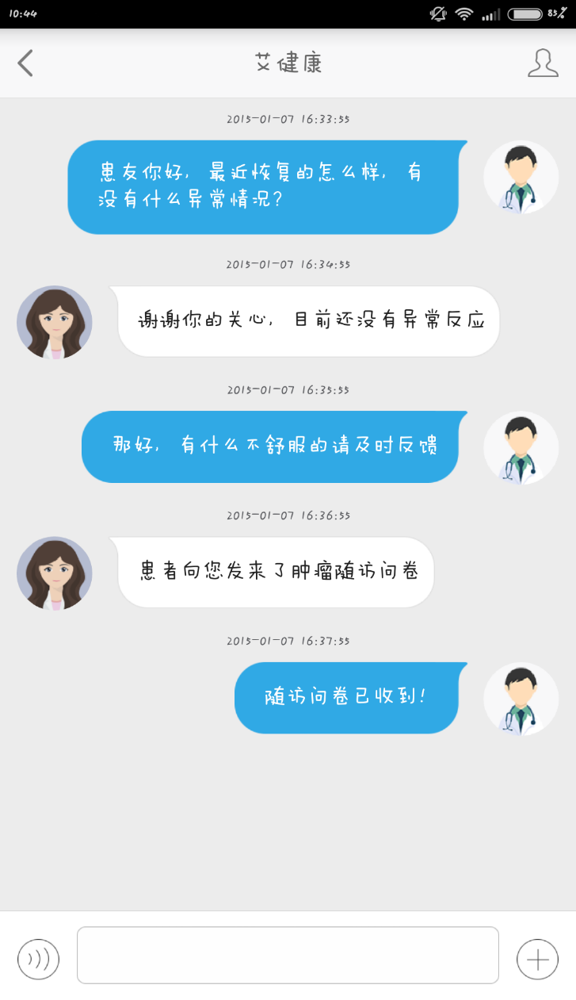 10:44
85%
艾健康
2015-01-07 16:33:55
患友你好, 最近恢复的怎么样, 有
没有什么异常情况?
2015-01-07 16:34:55
谢谢你的关心, 目前还没有异常反应
2015-01-07 16:35:55
那好, 有什么不舒服的请及时反馈
2015-01-07 16:36:55
患者向您发来了肿瘤随访问卷
2015-01-07 16:37:55
随访问卷已收到!